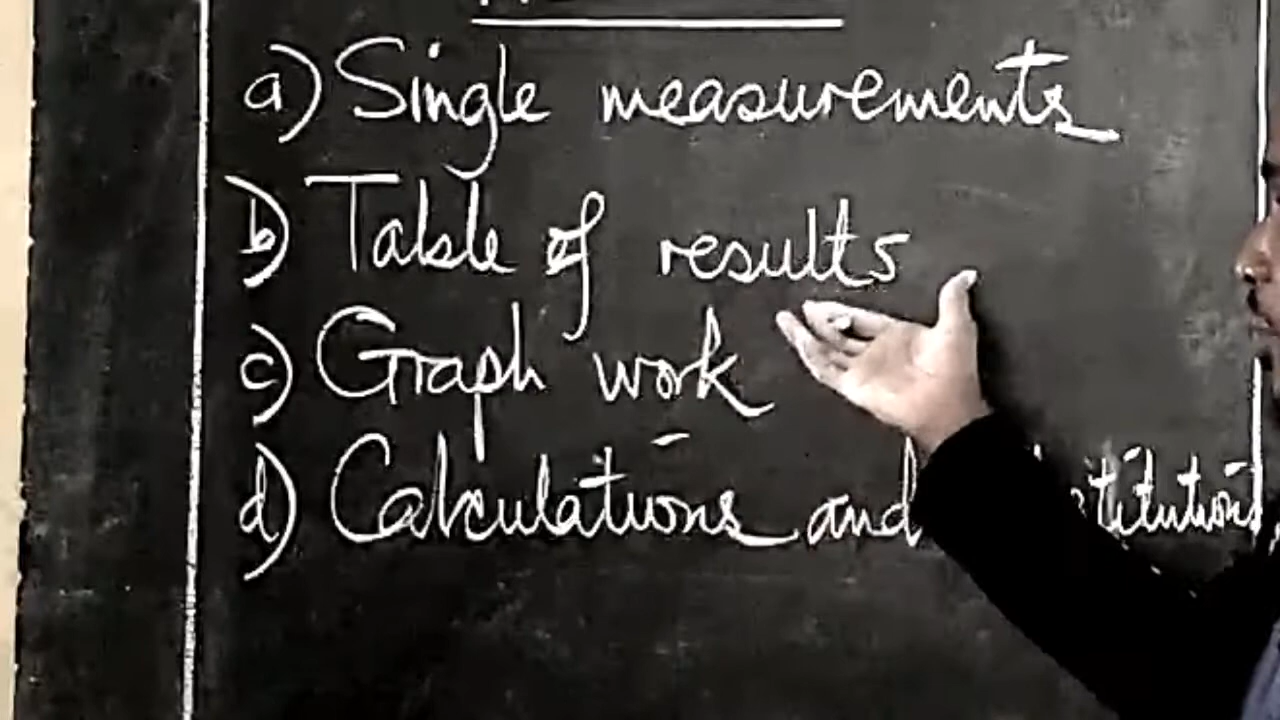 a) Single measurements
b) Table of results
c) Graph work
d) Calculations and